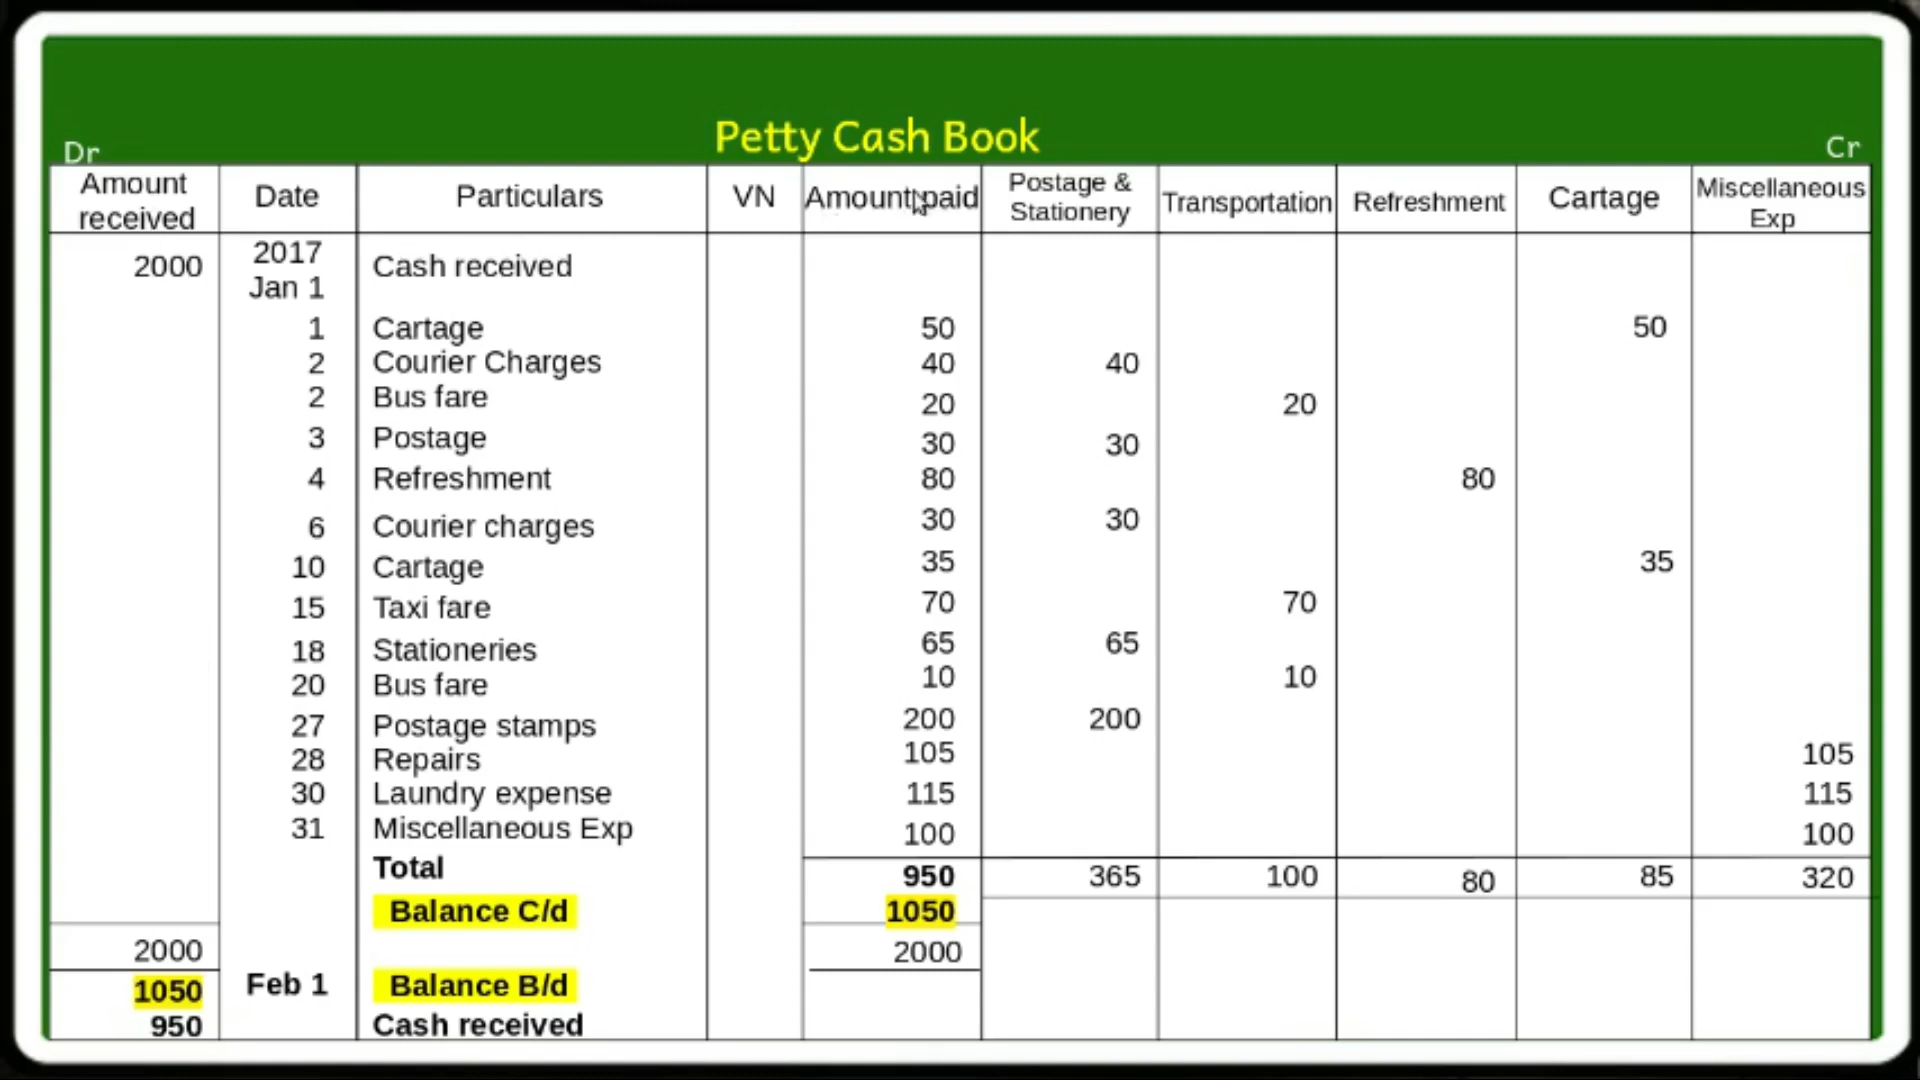 Petty Cash Book
Dr Cr
Amount received Date Particulars VN Amount paid Postage & Stationery Transportation Refreshment Cartage Miscellaneous Exp
2000 2017 Jan 1 Cash received
1 Cartage 50 50
2 Courier Charges 40 40
2 Bus fare 20 20
3 Postage 30 30
4 Refreshment 80 80
6 Courier charges 30 30
10 Cartage 35 35
15 Taxi fare 70 70
18 Stationeries 65 65
20 Bus fare 10 10
27 Postage stamps 200 200
28 Repairs 105 105
30 Laundry expense 115 115
31 Miscellaneous Exp 100 100
Total 950 365 100 80 85 320
Balance C/d 1050
2000 2000
1050 Feb 1 Balance B/d
950 Cash received